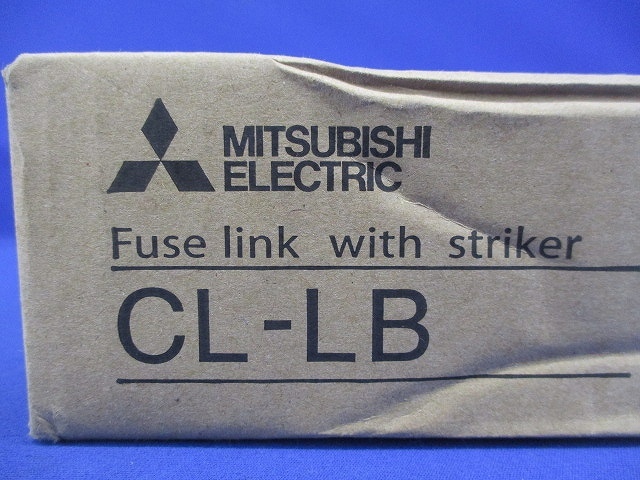 MITSUBISHI
ELECTRIC
Fuse link with striker
CL-LB